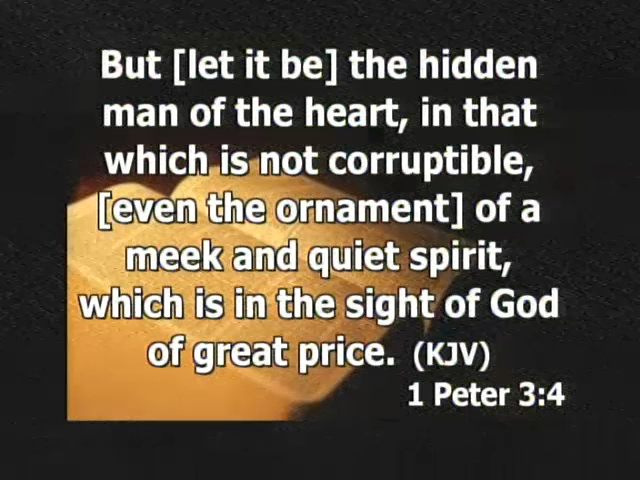 But [let it be] the hidden
man of the heart, in that
which is not corruptible,
[even the ornament] of a
meek and quiet spirit,
which is in the sight of God
of great price. (KJV)
1 Peter 3:4